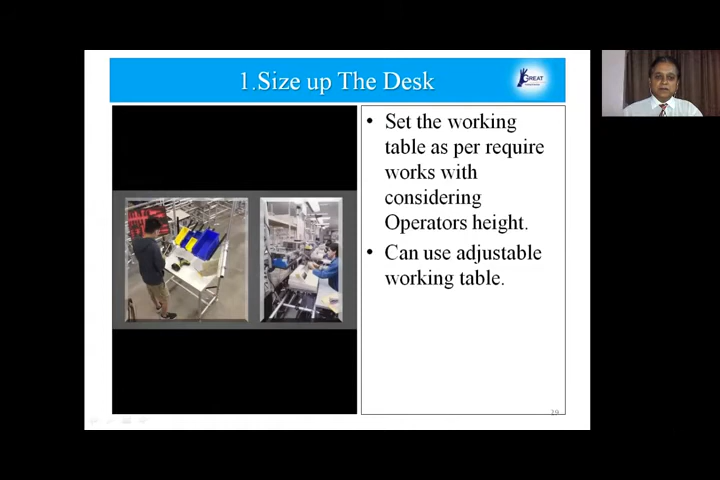 1.Size up The Desk
GREAT
• Set the working
table as per require
works with
considering
Operators height.
• Can use adjustable
working table.